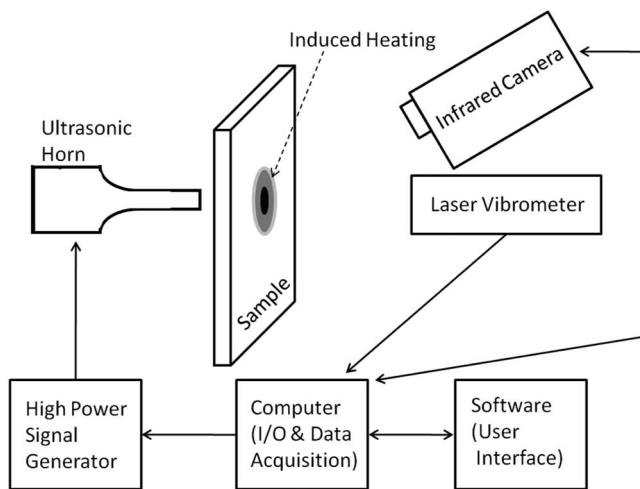 Induced Heating
Ultrasonic
Horn
Infrared Camera
Laser Vibrometer
Sample
High Power
Signal
Generator
Computer
(I/O & Data
Acquisition)
Software
(User
Interface)